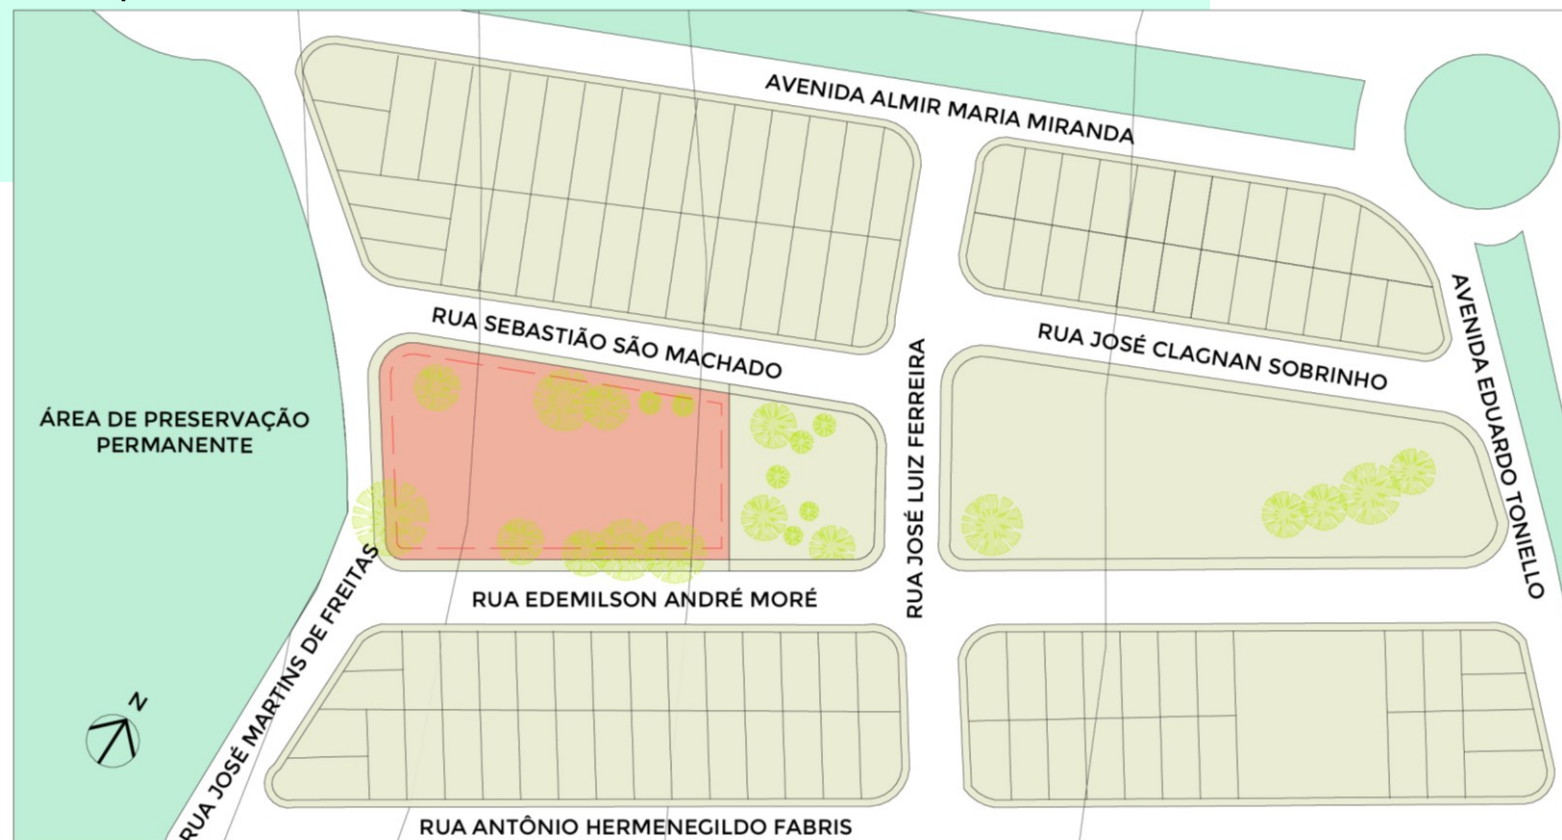 AVENIDA ALMIR MARIA MIRANDA
RUA SEBASTIÃO SÃO MACHADO
RUA JOSÉ CLAGNAN SOBRINHO
AVENIDA EDUARDO TONIELLO
RUA JOSÉ LUIZ FERREIRA
ÁREA DE PRESERVAÇÃO
PERMANENTE
RUA EDEMILSON ANDRÉ MORÉ
RUA JOSÉ MARTINS DE FREITAS
N
RUA ANTÔNIO HERMENEGILDO FABRIS